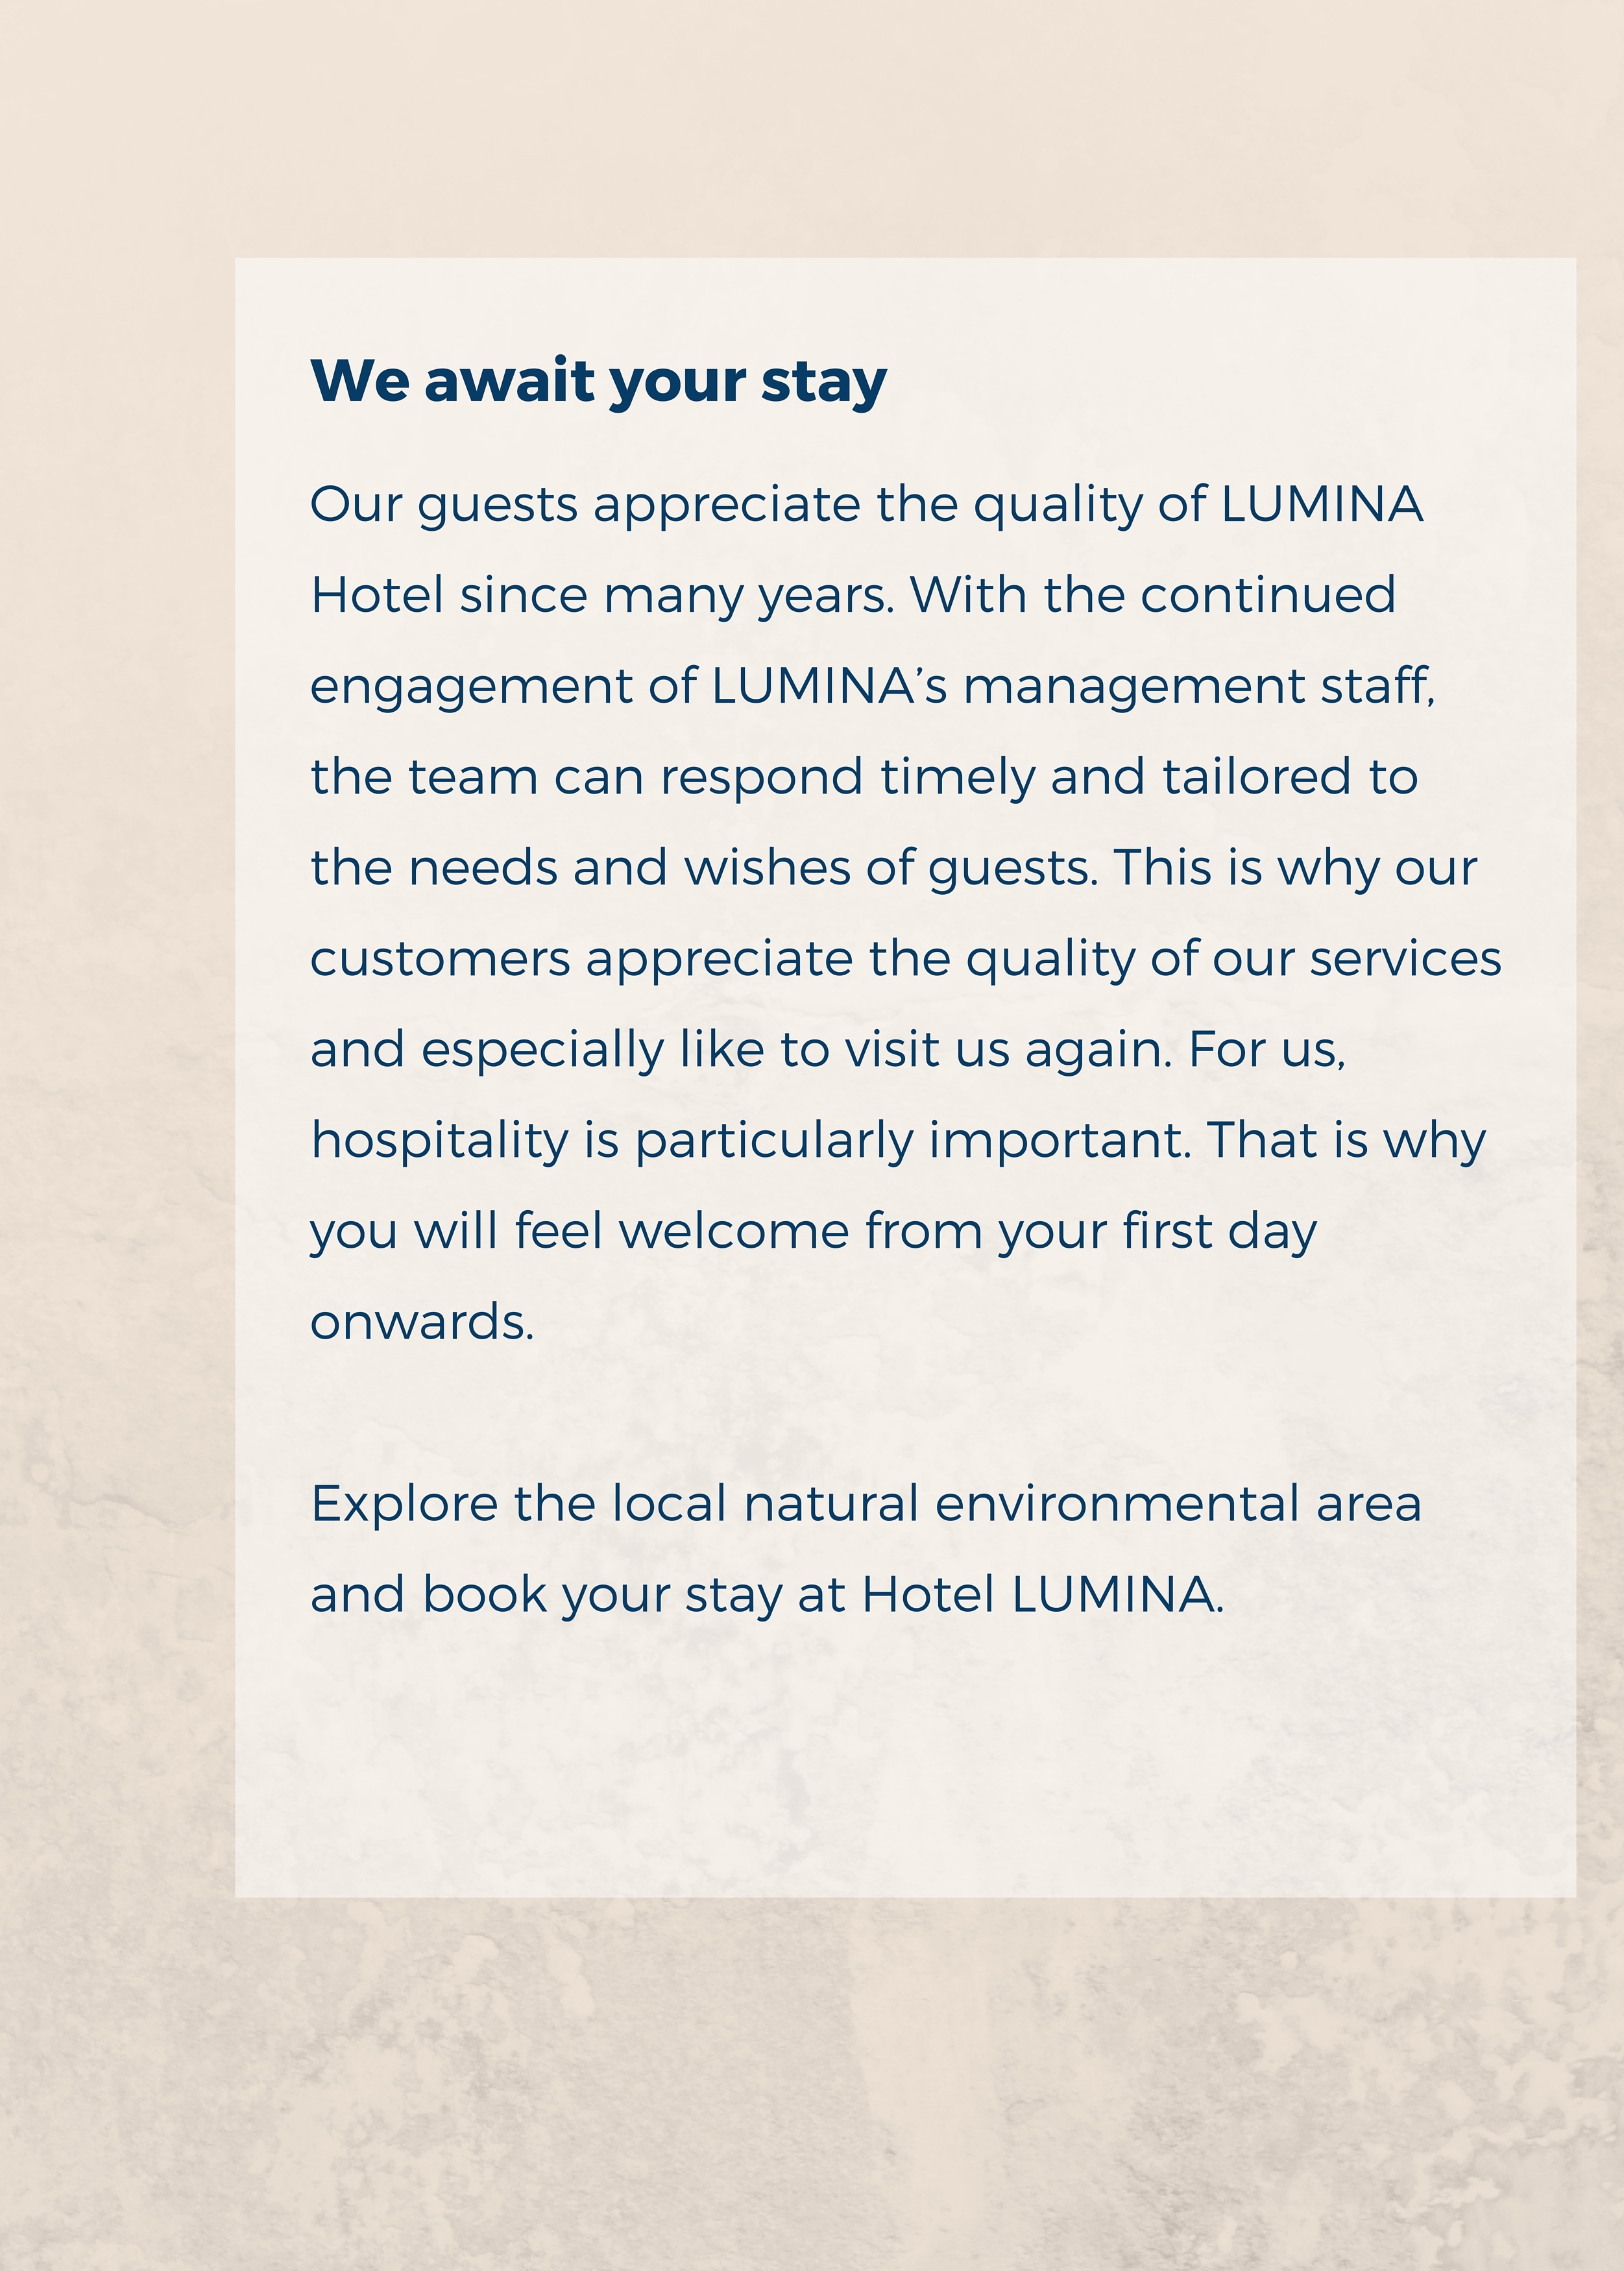 We await your stay
Our guests appreciate the quality of LUMINA
Hotel since many years. With the continued
engagement of LUMINA’s management staff,
the team can respond timely and tailored to
the needs and wishes of guests. This is why our
customers appreciate the quality of our services
and especially like to visit us again. For us,
hospitality is particularly important. That is why
you will feel welcome from your first day
onwards.
Explore the local natural environmental area
and book your stay at Hotel LUMINA.